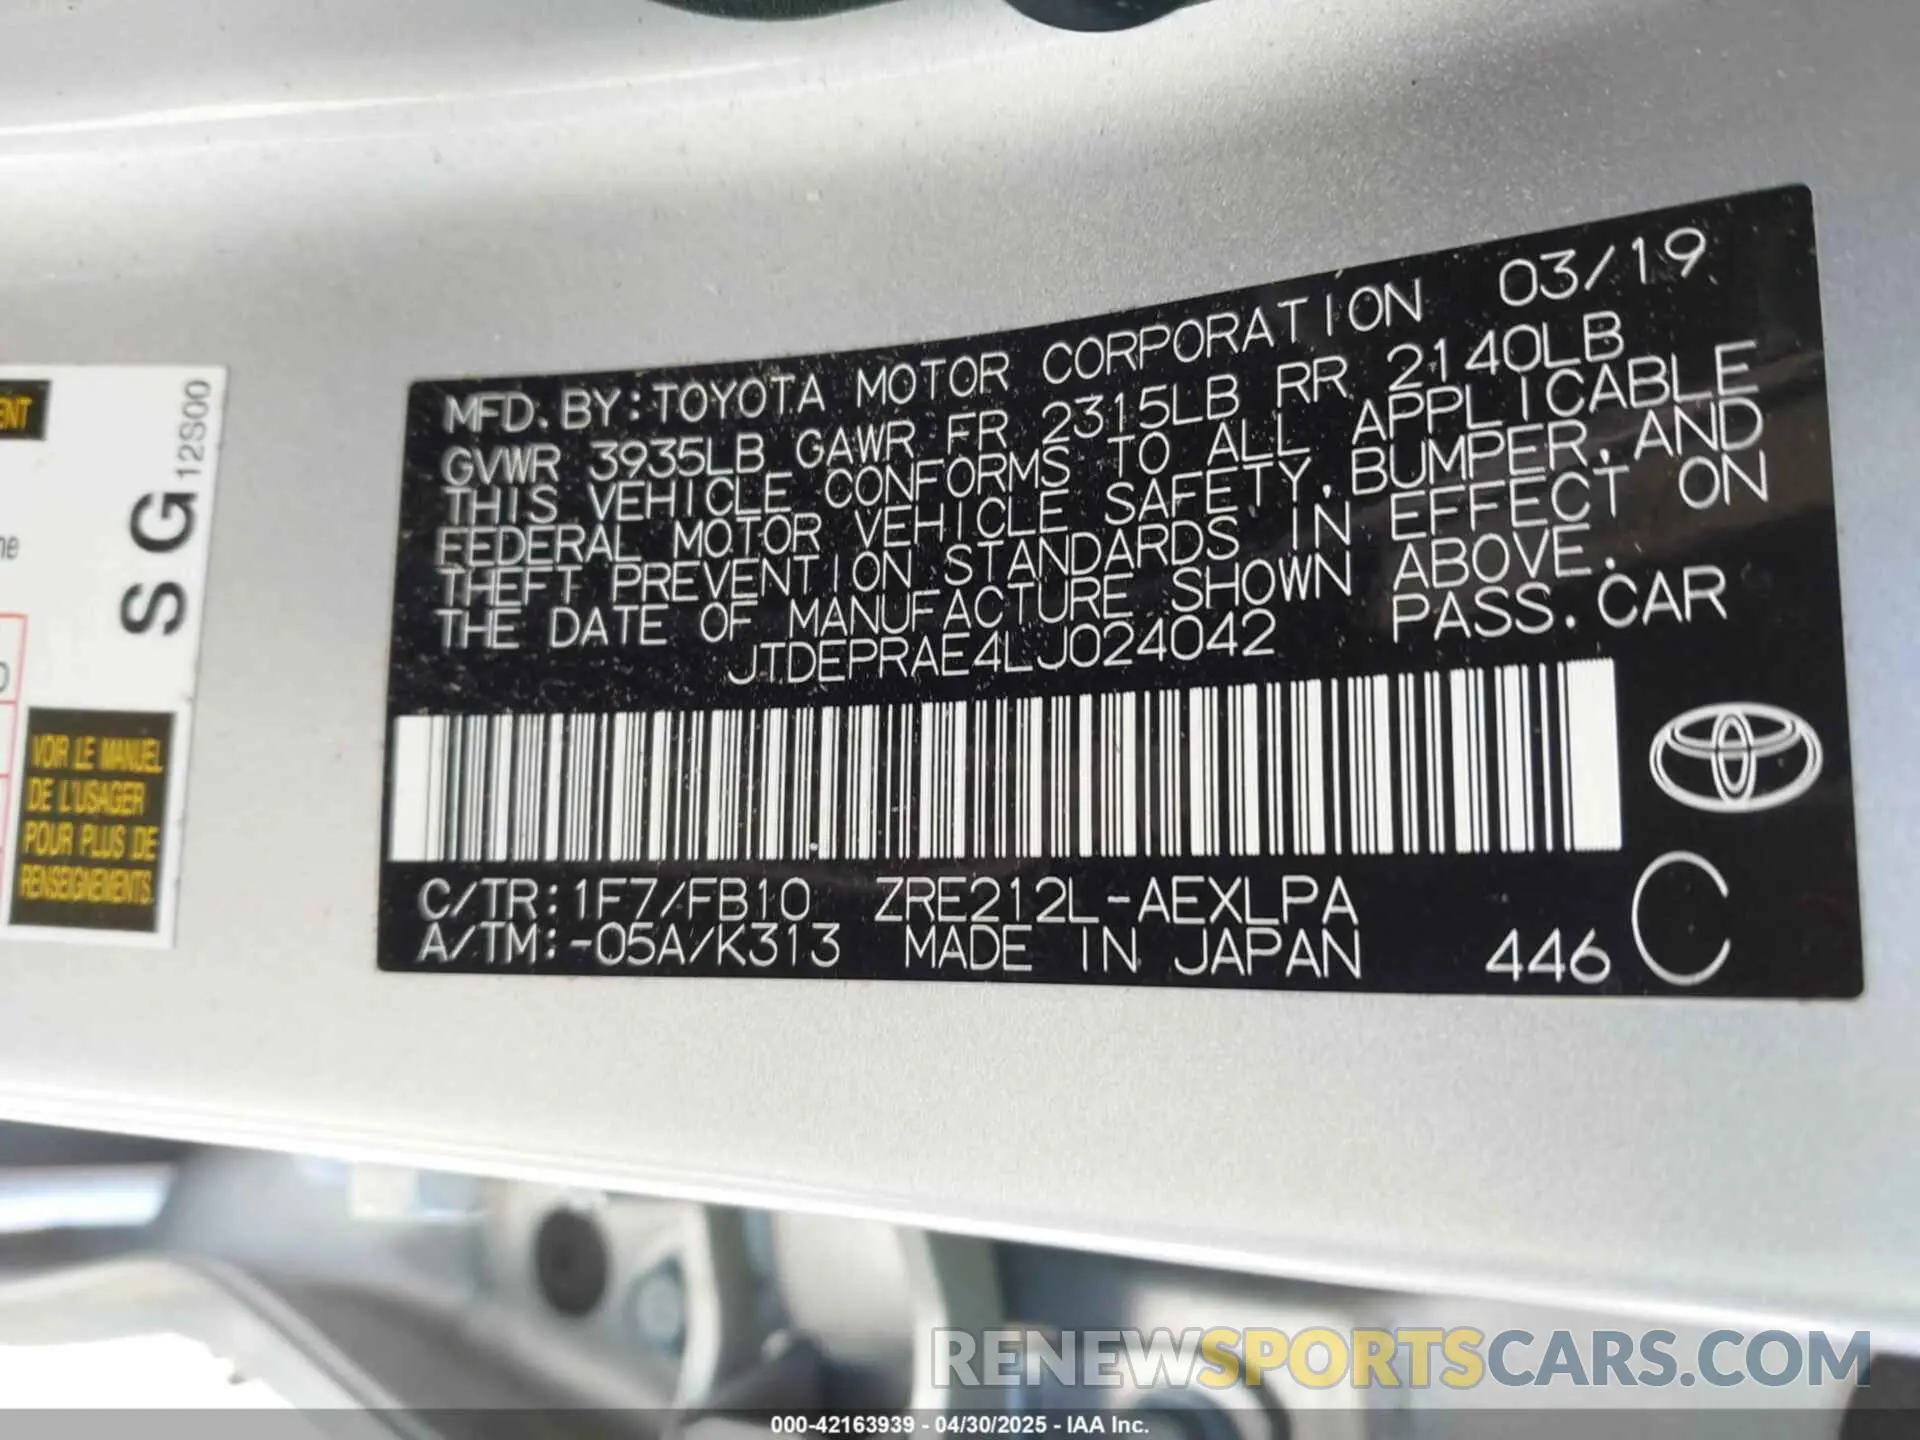 MFD. BY: TOYOTA MOTOR CORPORATION 03/19
GVWR 3935LB GAWR FR 2315LB RR 2140LB
THIS VEHICLE CONFORMS TO ALL APPLICABLE
FEDERAL MOTOR VEHICLE SAFETY, BUMPER, AND
THEFT PREVENTION STANDARDS IN EFFECT ON
THE DATE OF MANUFACTURE SHOWN ABOVE.
JTDEPRAE4LJ024042 PASS. CAR
C/TR: 1F7/FB10 ZRE212L-AEXLPA
A/TM: -05A/K313 MADE IN JAPAN 446 C
SG 12S00
VOIR LE MANUEL
DE L'USAGER
POUR PLUS DE
RENSEIGNEMENTS.
RENEWSPORTSCARS.COM
000-42163939 - 04/30/2025 - IAA Inc.